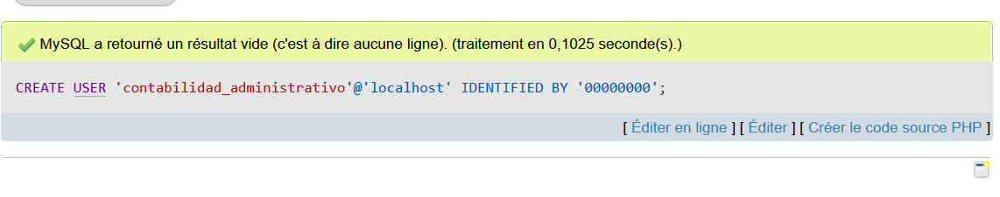 MySQL a retourné un résultat vide (c'est à dire aucune ligne). (traitement en 0,1025 seconde(s).)
CREATE USER 'contabilidad_administrativo'@'localhost' IDENTIFIED BY '00000000';
[ Éditer en ligne ] [ Éditer ] [ Créer le code source PHP ]